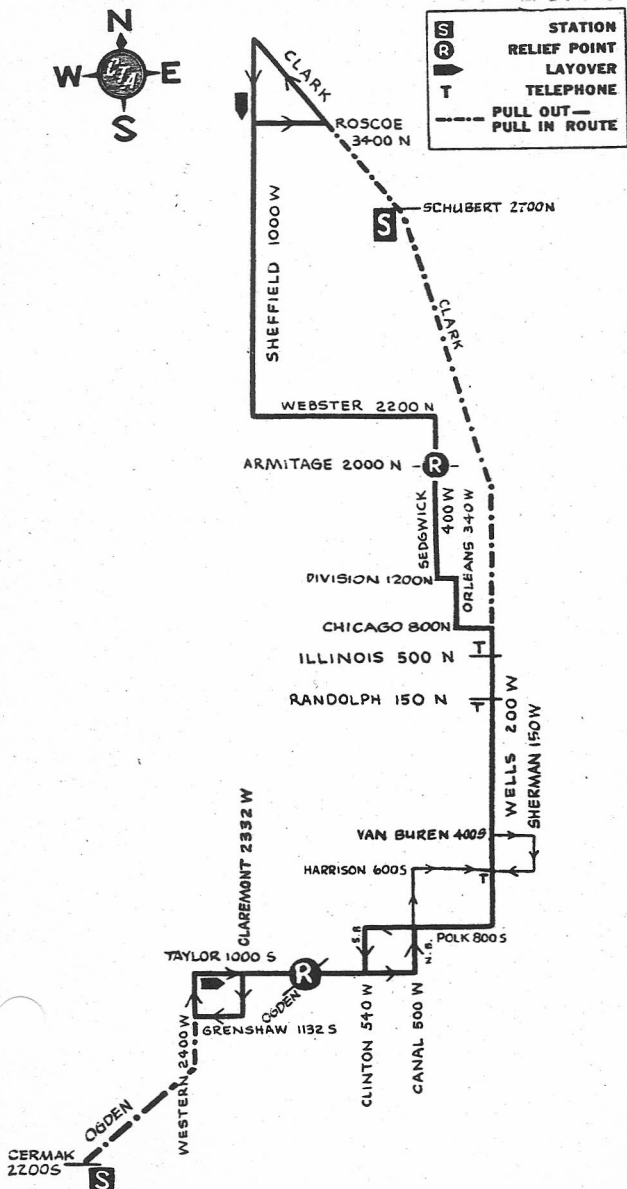 N
W CTA E
S
S STATION
R RELIEF POINT
LAYOVER
T TELEPHONE
PULL OUT—
PULL IN ROUTE
CLARK
ROSCOE
3400 N
SCHUBERT 2700N
S
SHEFFIELD 1000W
CLARK
WEBSTER 2200 N
ARMITAGE 2000 N
R
SEDGWICK
400 W
ORLEANS 340W
DIVISION 1200N
CHICAGO 800N
T
ILLINOIS 500 N
RANDOLPH 150 N
T
WELLS 200 W
SHERMAN 150W
VAN BUREN 400S
HARRISON 600S
T
CLAREMONT 2332 W
S.B.
N.B.
POLK 800 S
TAYLOR 1000 S
R
OGDEN
GRENSHAW 1132 S
WESTERN 2400W
CLINTON 540W
CANAL 500 W
OGDEN
CERMAK
2200S
S